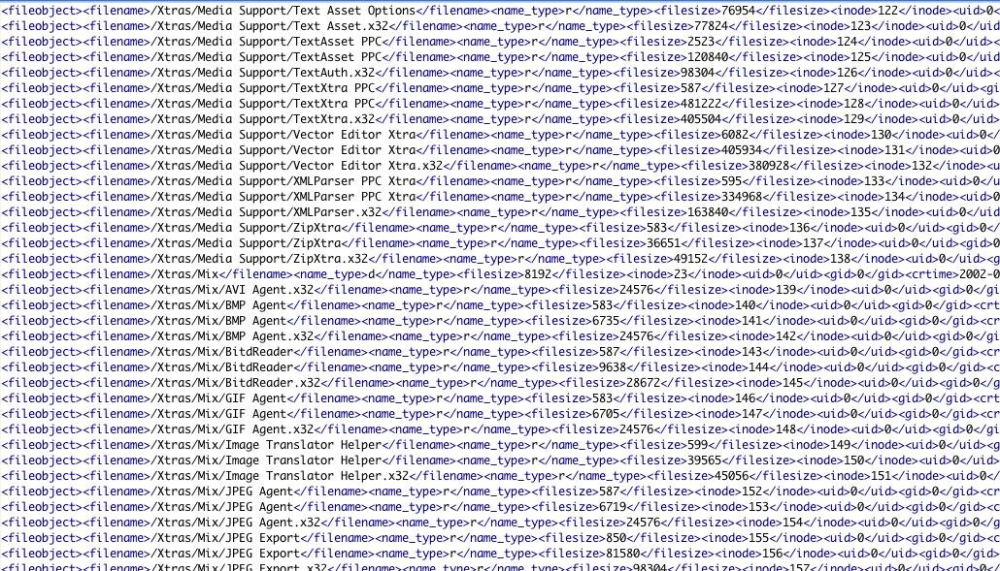 <fileobject><filename>/Xtras/Media Support/Text Asset Options</filename><name_type>r</name_type><filesize>76954</filesize><inode>122</inode><uid>0<
<fileobject><filename>/Xtras/Media Support/Text Asset.x32</filename><name_type>r</name_type><filesize>77824</filesize><inode>123</inode><uid>0</uid
<fileobject><filename>/Xtras/Media Support/TextAsset PPC</filename><name_type>r</name_type><filesize>2523</filesize><inode>124</inode><uid>0</uid>
<fileobject><filename>/Xtras/Media Support/TextAsset PPC</filename><name_type>r</name_type><filesize>120840</filesize><inode>125</inode><uid>0</uid
<fileobject><filename>/Xtras/Media Support/TextAuth.x32</filename><name_type>r</name_type><filesize>98304</filesize><inode>126</inode><uid>0</uid><
<fileobject><filename>/Xtras/Media Support/TextXtra PPC</filename><name_type>r</name_type><filesize>587</filesize><inode>127</inode><uid>0</uid><gi
<fileobject><filename>/Xtras/Media Support/TextXtra PPC</filename><name_type>r</name_type><filesize>481222</filesize><inode>128</inode><uid>0</uid>
<fileobject><filename>/Xtras/Media Support/TextXtra.x32</filename><name_type>r</name_type><filesize>405504</filesize><inode>129</inode><uid>0</uid>
<fileobject><filename>/Xtras/Media Support/Vector Editor Xtra</filename><name_type>r</name_type><filesize>6082</filesize><inode>130</inode><uid>0</
<fileobject><filename>/Xtras/Media Support/Vector Editor Xtra</filename><name_type>r</name_type><filesize>405934</filesize><inode>131</inode><uid>0
<fileobject><filename>/Xtras/Media Support/Vector Editor Xtra.x32</filename><name_type>r</name_type><filesize>380928</filesize><inode>132</inode><u
<fileobject><filename>/Xtras/Media Support/XMLParser PPC Xtra</filename><name_type>r</name_type><filesize>595</filesize><inode>133</inode><uid>0</u
<fileobject><filename>/Xtras/Media Support/XMLParser PPC Xtra</filename><name_type>r</name_type><filesize>334968</filesize><inode>134</inode><uid>0
<fileobject><filename>/Xtras/Media Support/XMLParser.x32</filename><name_type>r</name_type><filesize>163840</filesize><inode>135</inode><uid>0</uid
<fileobject><filename>/Xtras/Media Support/ZipXtra</filename><name_type>r</name_type><filesize>583</filesize><inode>136</inode><uid>0</uid><gid>0</
<fileobject><filename>/Xtras/Media Support/ZipXtra</filename><name_type>r</name_type><filesize>36651</filesize><inode>137</inode><uid>0</uid><gid>0
<fileobject><filename>/Xtras/Media Support/ZipXtra.x32</filename><name_type>r</name_type><filesize>49152</filesize><inode>138</inode><uid>0</uid><g
<fileobject><filename>/Xtras/Mix</filename><name_type>d</name_type><filesize>8192</filesize><inode>23</inode><uid>0</uid><gid>0</gid><crtime>2002-0
<fileobject><filename>/Xtras/Mix/AVI Agent.x32</filename><name_type>r</name_type><filesize>24576</filesize><inode>139</inode><uid>0</uid><gid>0</gi
<fileobject><filename>/Xtras/Mix/BMP Agent</filename><name_type>r</name_type><filesize>583</filesize><inode>140</inode><uid>0</uid><gid>0</gid><crt
<fileobject><filename>/Xtras/Mix/BMP Agent</filename><name_type>r</name_type><filesize>6735</filesize><inode>141</inode><uid>0</uid><gid>0</gid><cr
<fileobject><filename>/Xtras/Mix/BMP Agent.x32</filename><name_type>r</name_type><filesize>24576</filesize><inode>142</inode><uid>0</uid><gid>0</gi
<fileobject><filename>/Xtras/Mix/BitdReader</filename><name_type>r</name_type><filesize>587</filesize><inode>143</inode><uid>0</uid><gid>0</gid><cr
<fileobject><filename>/Xtras/Mix/BitdReader</filename><name_type>r</name_type><filesize>9638</filesize><inode>144</inode><uid>0</uid><gid>0</gid><c
<fileobject><filename>/Xtras/Mix/BitdReader.x32</filename><name_type>r</name_type><filesize>28672</filesize><inode>145</inode><uid>0</uid><gid>0</g
<fileobject><filename>/Xtras/Mix/GIF Agent</filename><name_type>r</name_type><filesize>583</filesize><inode>146</inode><uid>0</uid><gid>0</gid><crt
<fileobject><filename>/Xtras/Mix/GIF Agent</filename><name_type>r</name_type><filesize>6705</filesize><inode>147</inode><uid>0</uid><gid>0</gid><cr
<fileobject><filename>/Xtras/Mix/GIF Agent.x32</filename><name_type>r</name_type><filesize>24576</filesize><inode>148</inode><uid>0</uid><gid>0</gi
<fileobject><filename>/Xtras/Mix/Image Translator Helper</filename><name_type>r</name_type><filesize>599</filesize><inode>149</inode><uid>0</uid><g
<fileobject><filename>/Xtras/Mix/Image Translator Helper</filename><name_type>r</name_type><filesize>39565</filesize><inode>150</inode><uid>0</uid>
<fileobject><filename>/Xtras/Mix/Image Translator Helper.x32</filename><name_type>r</name_type><filesize>45056</filesize><inode>151</inode><uid>0</
<fileobject><filename>/Xtras/Mix/JPEG Agent</filename><name_type>r</name_type><filesize>587</filesize><inode>152</inode><uid>0</uid><gid>0</gid><cr
<fileobject><filename>/Xtras/Mix/JPEG Agent</filename><name_type>r</name_type><filesize>6719</filesize><inode>153</inode><uid>0</uid><gid>0</gid><c
<fileobject><filename>/Xtras/Mix/JPEG Agent.x32</filename><name_type>r</name_type><filesize>24576</filesize><inode>154</inode><uid>0</uid><gid>0</g
<fileobject><filename>/Xtras/Mix/JPEG Export</filename><name_type>r</name_type><filesize>850</filesize><inode>155</inode><uid>0</uid><gid>0</gid><c
<fileobject><filename>/Xtras/Mix/JPEG Export</filename><name_type>r</name_type><filesize>81580</filesize><inode>156</inode><uid>0</uid><gid>0</gid>
<fileobject><filename>/Xtras/Mix/JPEG Export.x32</filename><name_type>r</name_type><filesize>98304</filesize><inode>157</inode><uid>0</uid><gid>0</